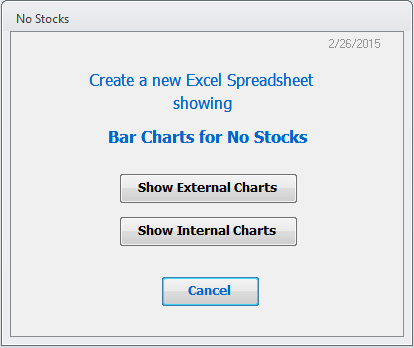 No Stocks
2/26/2015
Create a new Excel Spreadsheet
showing
Bar Charts for No Stocks
Show External Charts
Show Internal Charts
Cancel